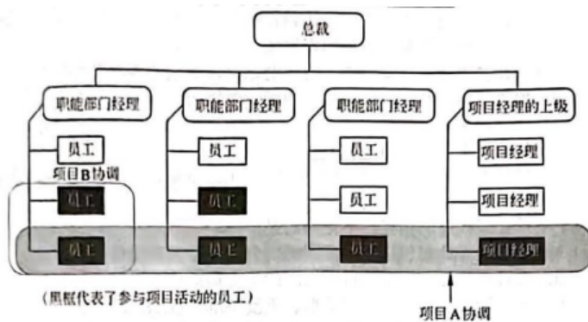 总裁
职能部门经理 职能部门经理 职能部门经理 项目经理的上级
员工 员工 员工 项目经理
项目B协调
员工 员工 员工 项目经理
员工 员工 员工 项目经理
(黑框代表了参与项目活动的员工)
项目A协调